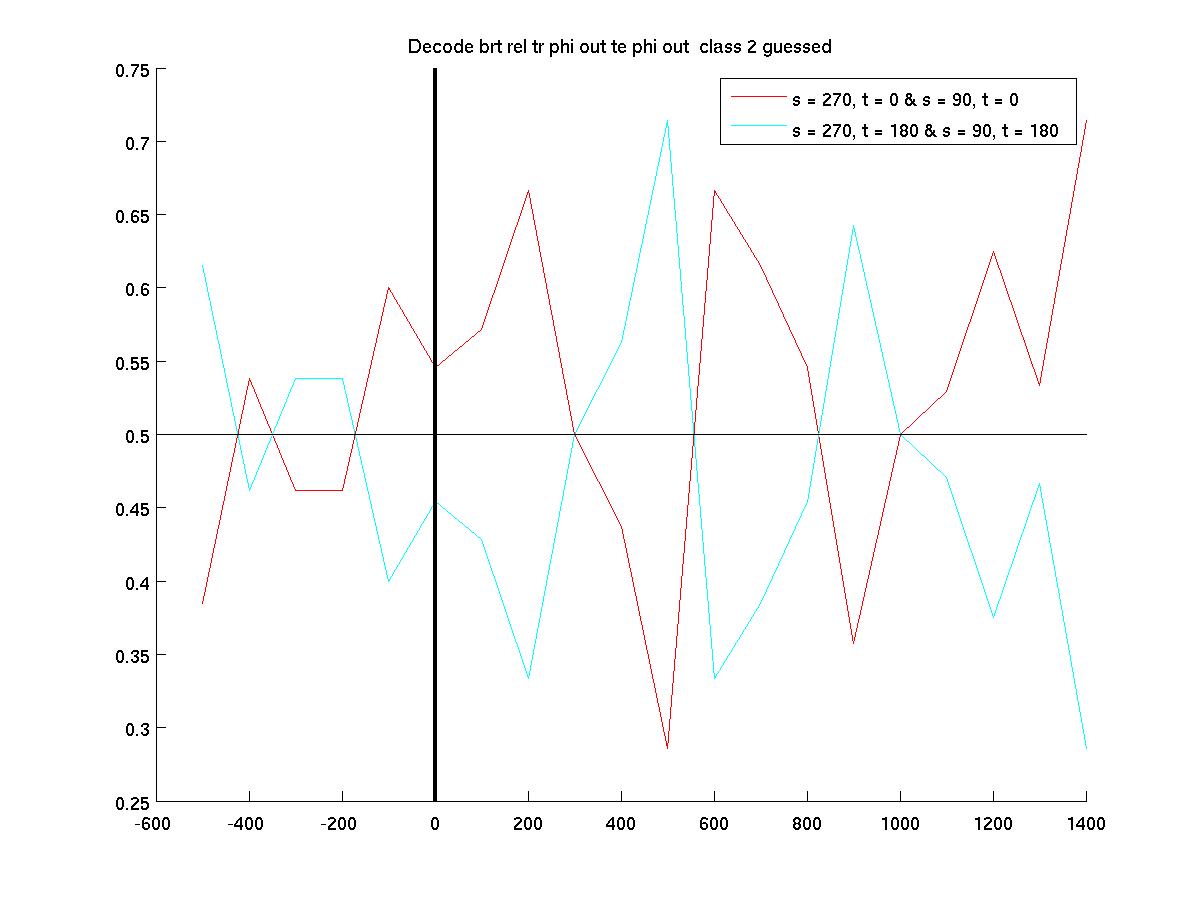 Decode brt rel tr phi out te phi out  class 2 guessed
s = 270, t = 0 & s = 90, t = 0
s = 270, t = 180 & s = 90, t = 180
0.75
0.7
0.65
0.6
0.55
0.5
0.45
0.4
0.35
0.3
0.25
-600 -400 -200 0 200 400 600 800 1000 1200 1400